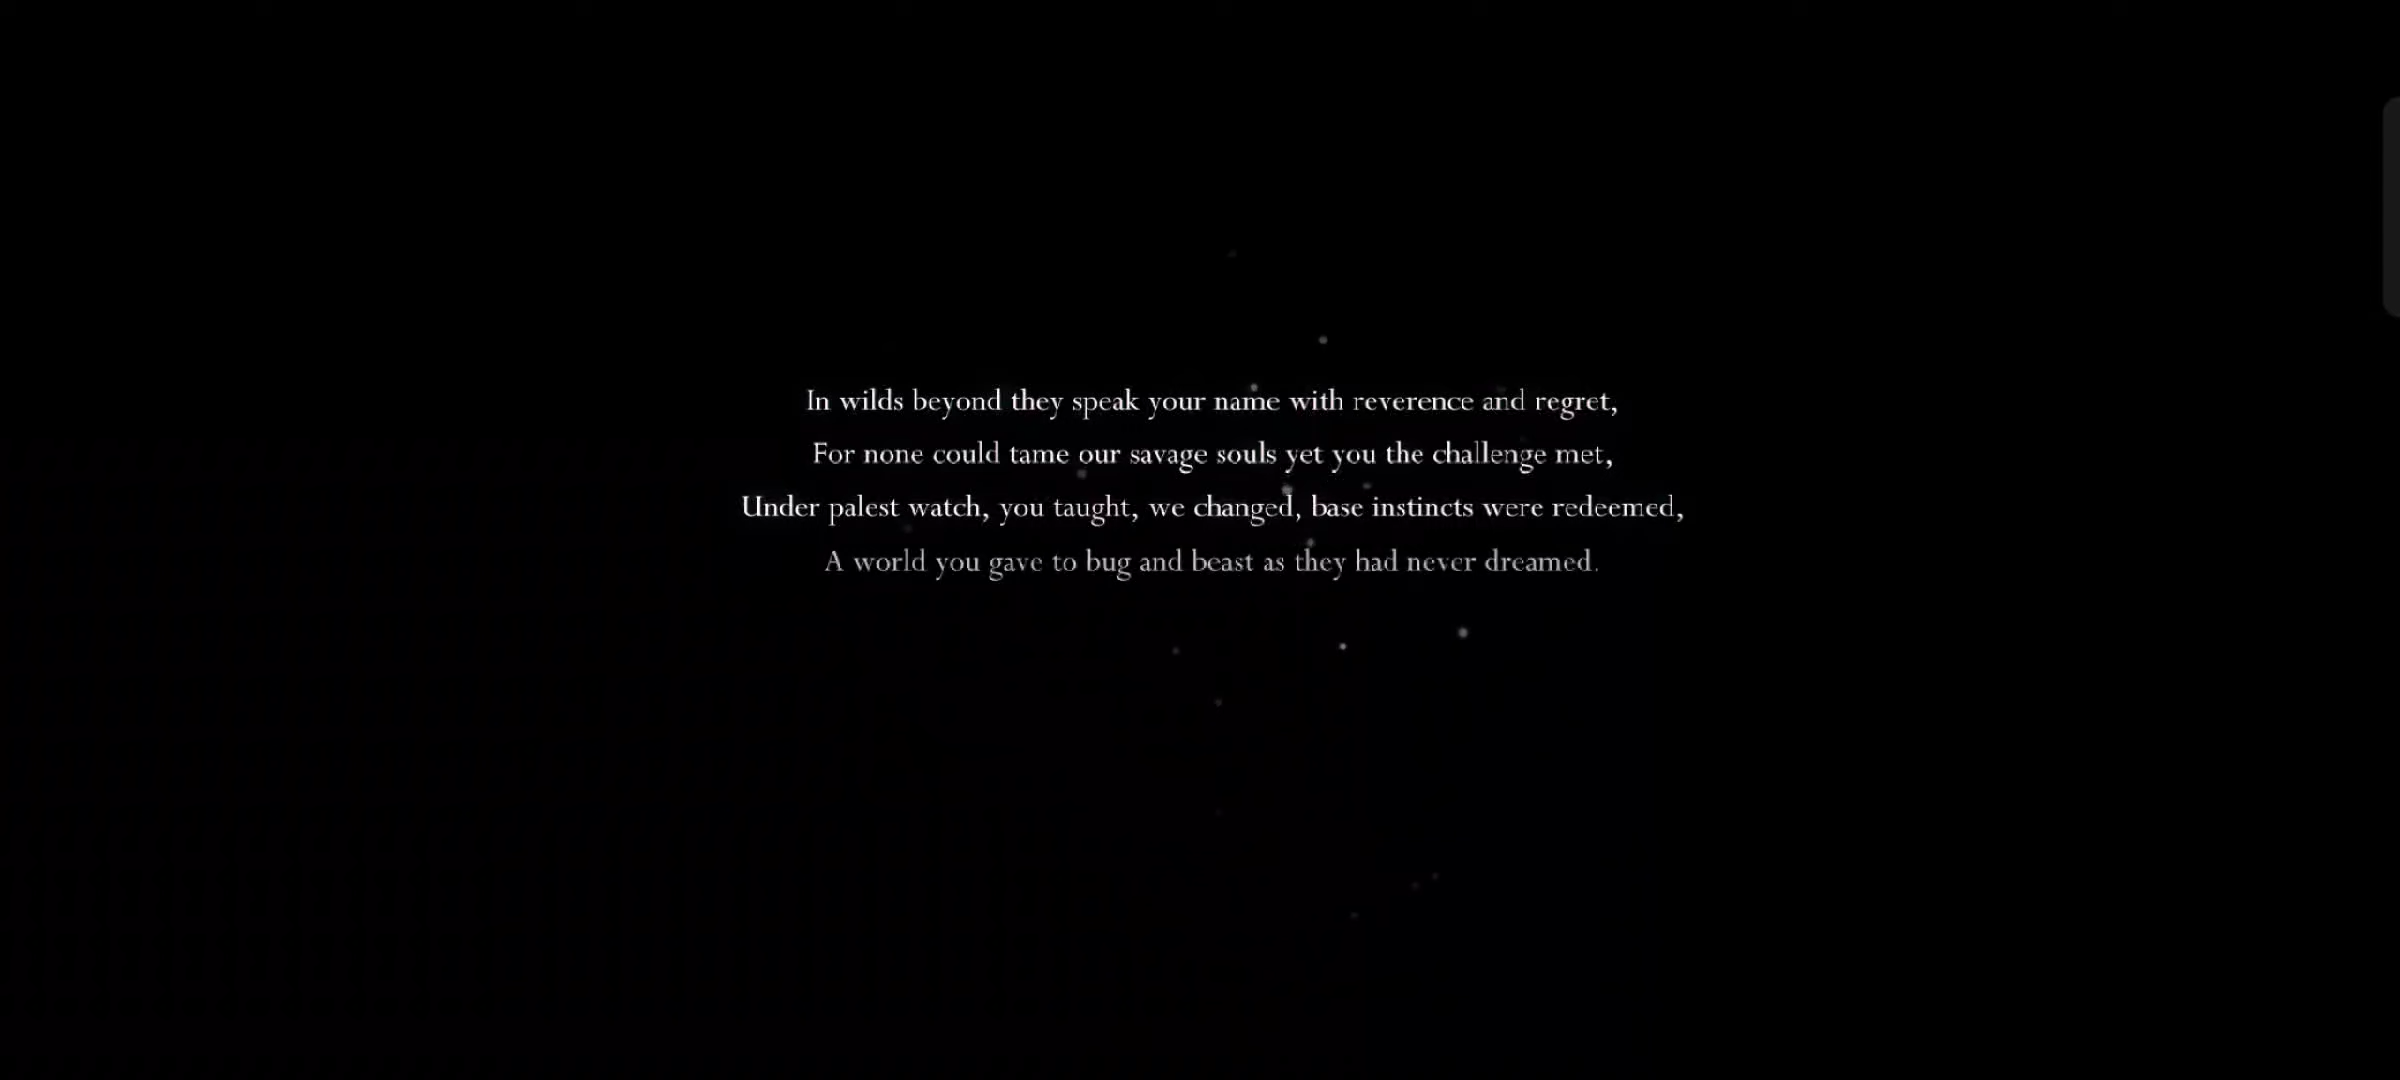 In wilds beyond they speak your name with reverence and regret,
For none could tame our savage souls yet you the challenge met,
Under palest watch, you taught, we changed, base instincts were redeemed,
A world you gave to bug and beast as they had never dreamed.